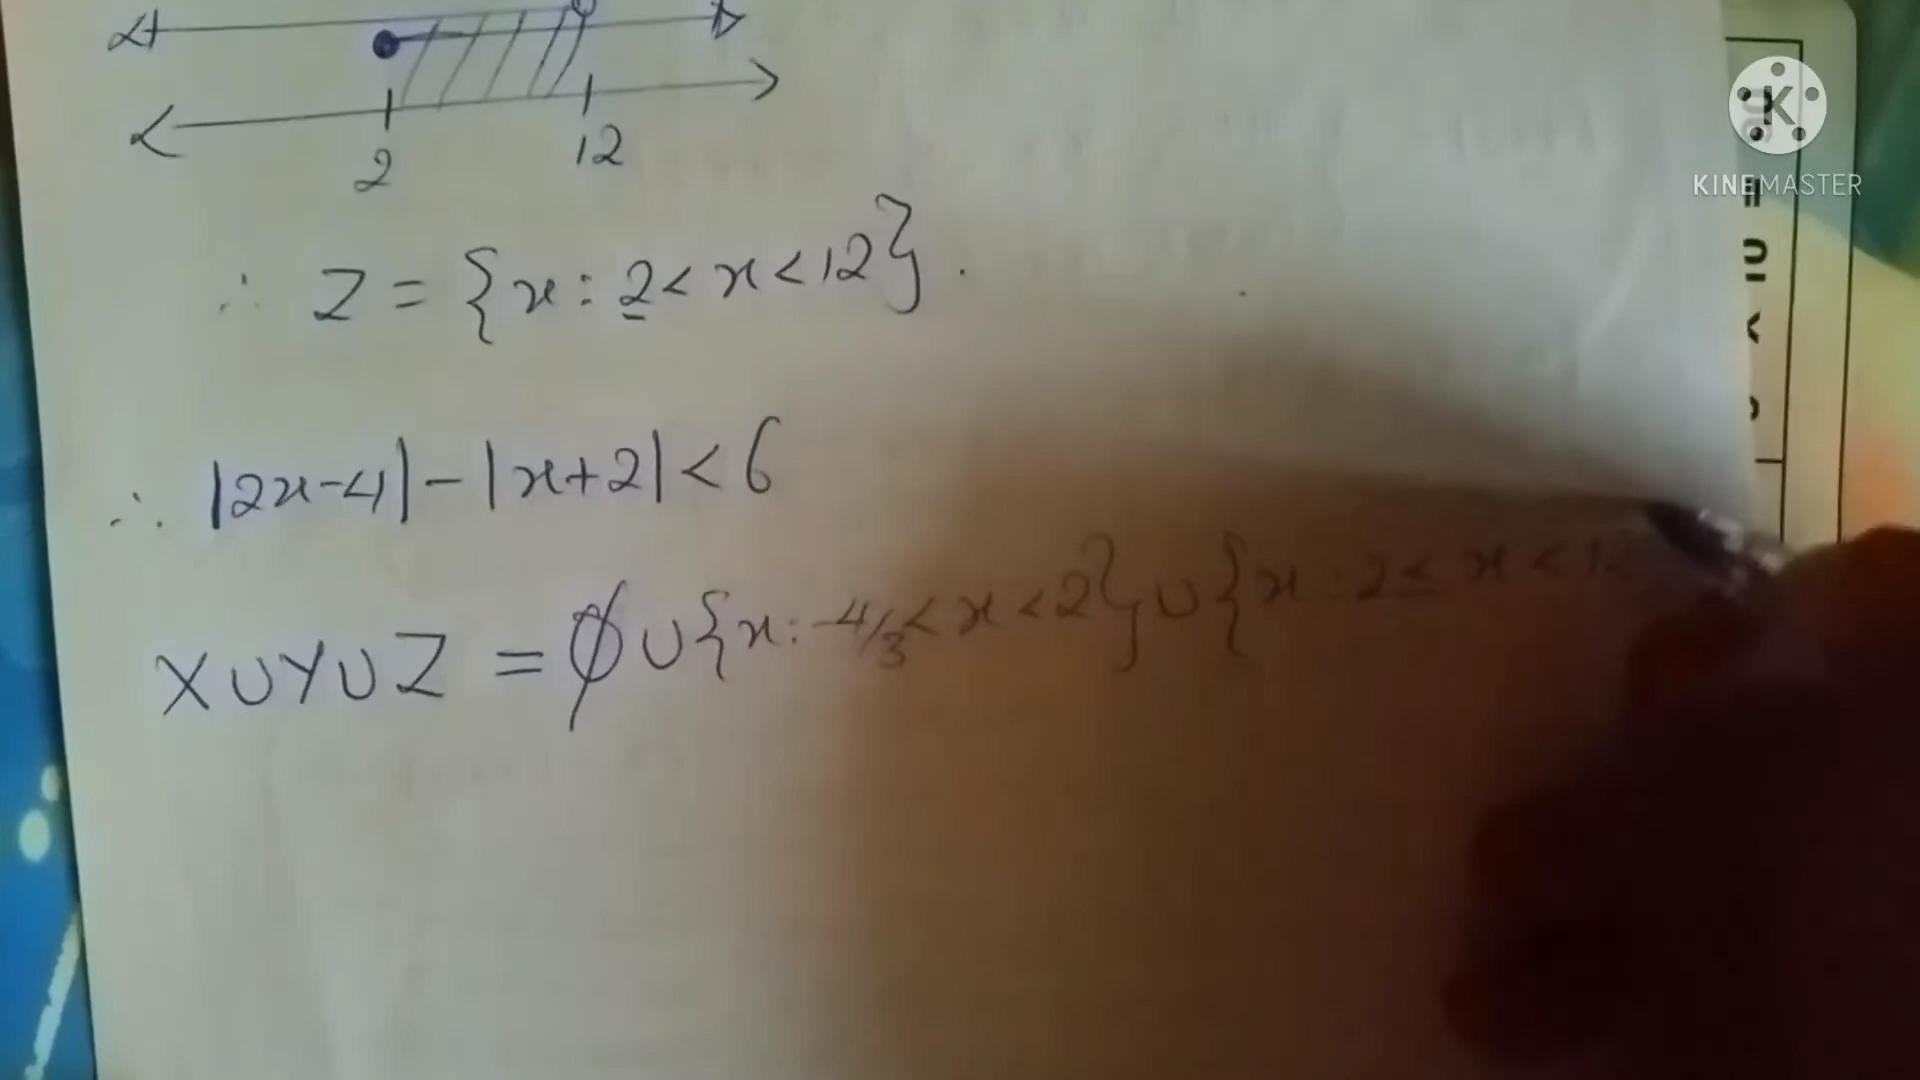 2 12
∴ Z = {x : 2 < x < 12}.
∴ |2x-4| - |x+2| < 6
X∪Y∪Z = ∅ ∪ {x : -4/3 < x < 2} ∪ {x : 2 ≤ x < 12
KINEMASTER